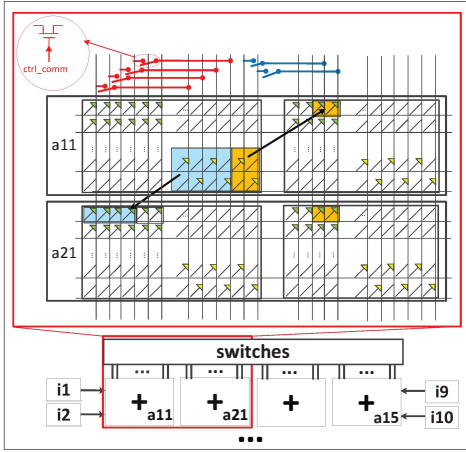 ctrl_comm
a11
a21
switches
... ... ... ...
i1
i2
+ a11
+ a21
+
+ a15
i9
i10
...